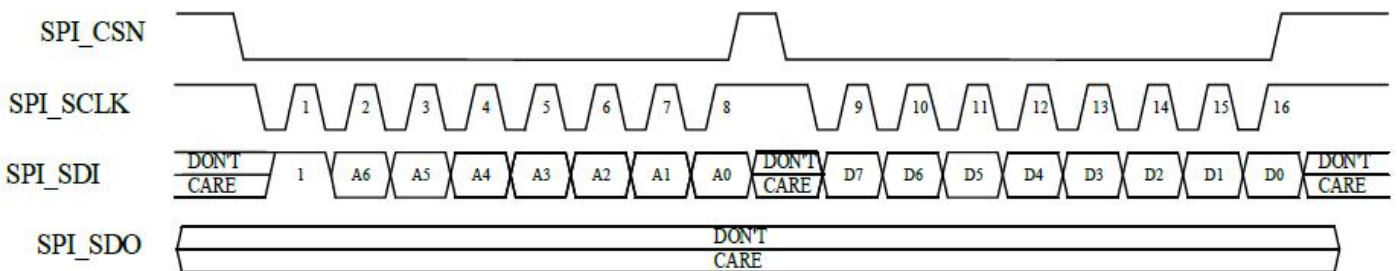 SPI_CSN
SPI_SCLK 1 2 3 4 5 6 7 8 9 10 11 12 13 14 15 16
SPI_SDI DON'T CARE 1 A6 A5 A4 A3 A2 A1 A0 DON'T CARE D7 D6 D5 D4 D3 D2 D1 D0 DON'T CARE
SPI_SDO DON'T CARE